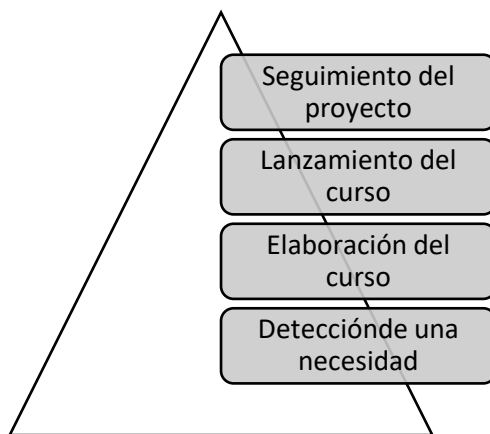 Seguimiento del
proyecto
Lanzamiento del
curso
Elaboración del
curso
Detecciónde una
necesidad